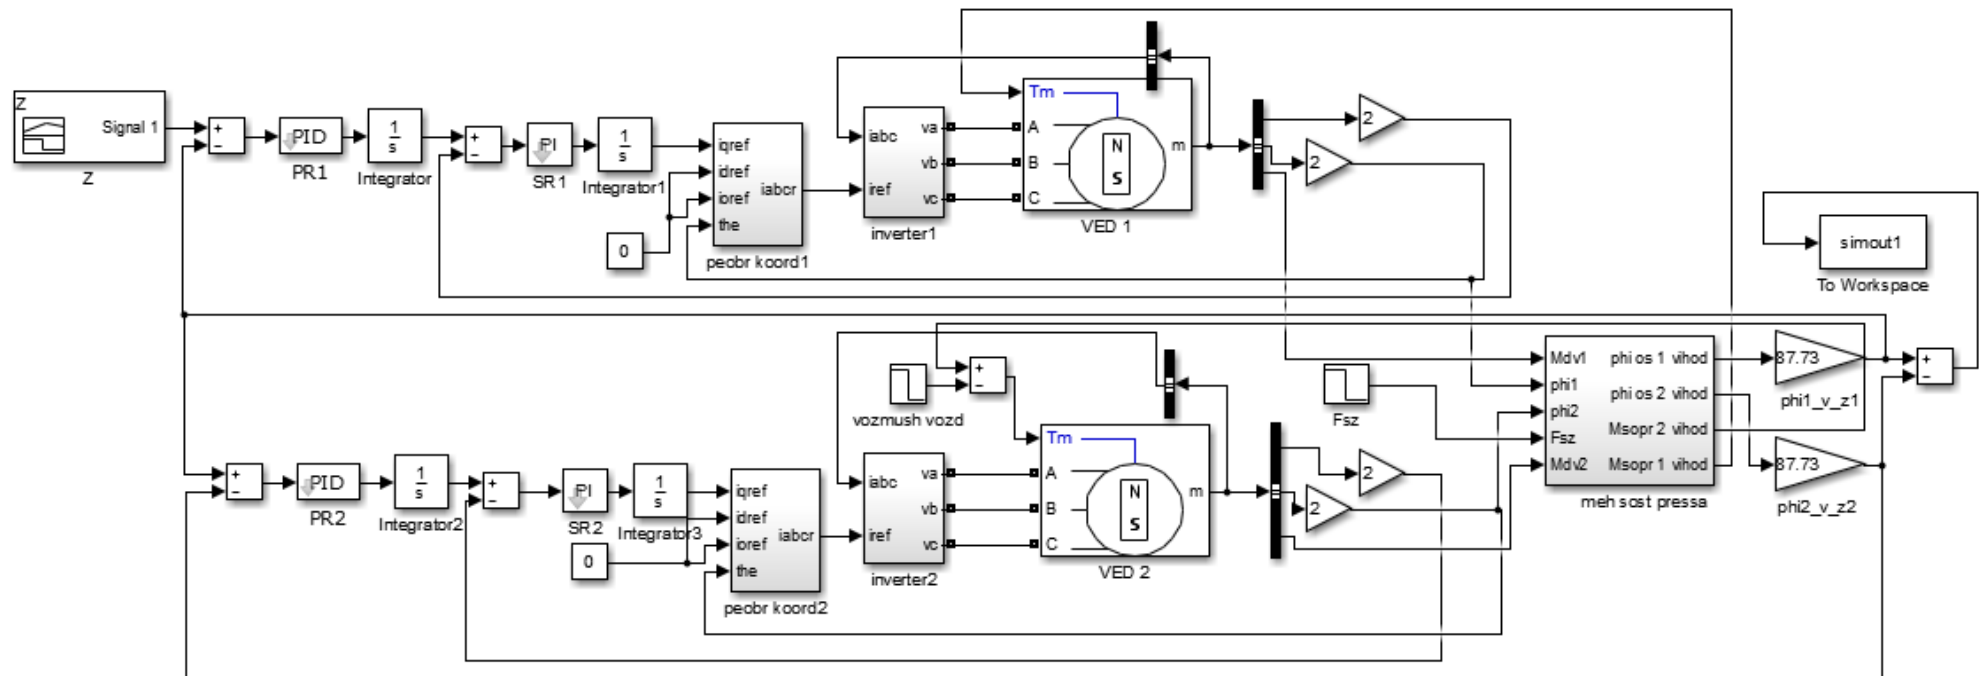 Z
Signal 1
Z
+
−
PID
PR1
1
s
Integrator
+
−
PI
SR1
1
s
Integrator1
0
iqref
idref
ioref
the
iabcr
peobr koord1
iabc
iref
va
vb
vc
inverter1
Tm
A
B
C
N
S
m
VED 1
2
2
simout1
To Workspace
+
−
vozmush vozd
+
−
Fsz
Mdv1
phi1
phi2
Fsz
Mdv2
phi os 1 vihod
phi os 2 vihod
Msopr 2 vihod
Msopr 1 vihod
meh sost pressa
87.73
phi1_v_z1
87.73
phi2_v_z2
+
−
PID
PR2
1
s
Integrator2
+
−
PI
SR2
1
s
Integrator3
0
iqref
idref
ioref
the
iabcr
peobr koord2
iabc
iref
va
vb
vc
inverter2
Tm
A
B
C
N
S
m
VED 2
2
2